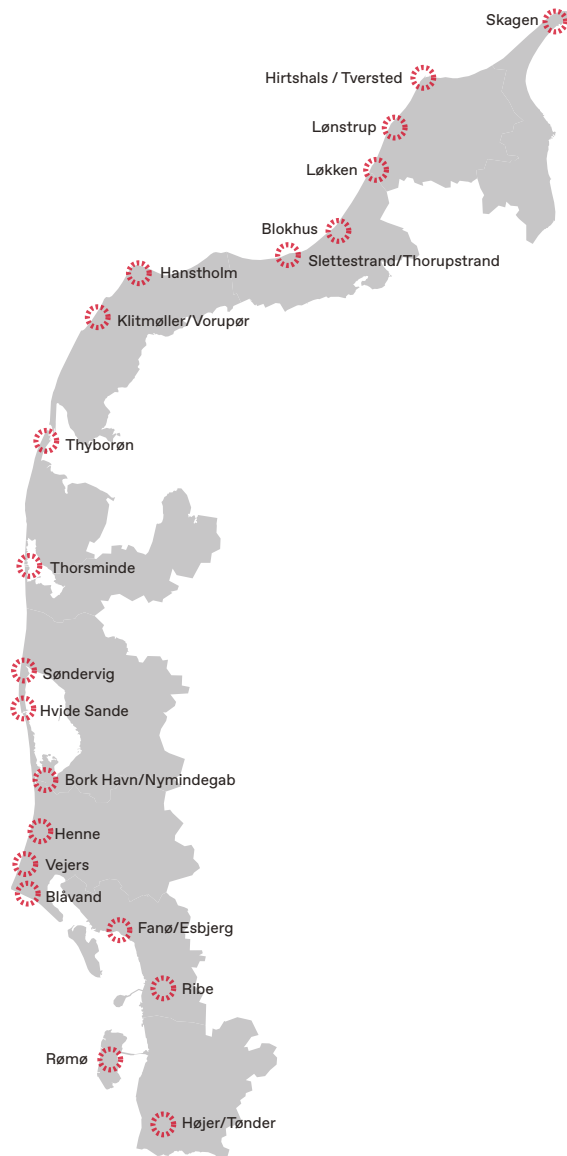 Skagen
Hirtshals / Tversted
Lønstrup
Løkken
Blokhus
Slettestrand/Thorupstrand
Hanstholm
Klitmøller/Vorupør
Thyborøn
Thorsminde
Søndervig
Hvide Sande
Bork Havn/Nymindegab
Henne
Vejers
Blåvand
Fanø/Esbjerg
Ribe
Rømø
Højer/Tønder